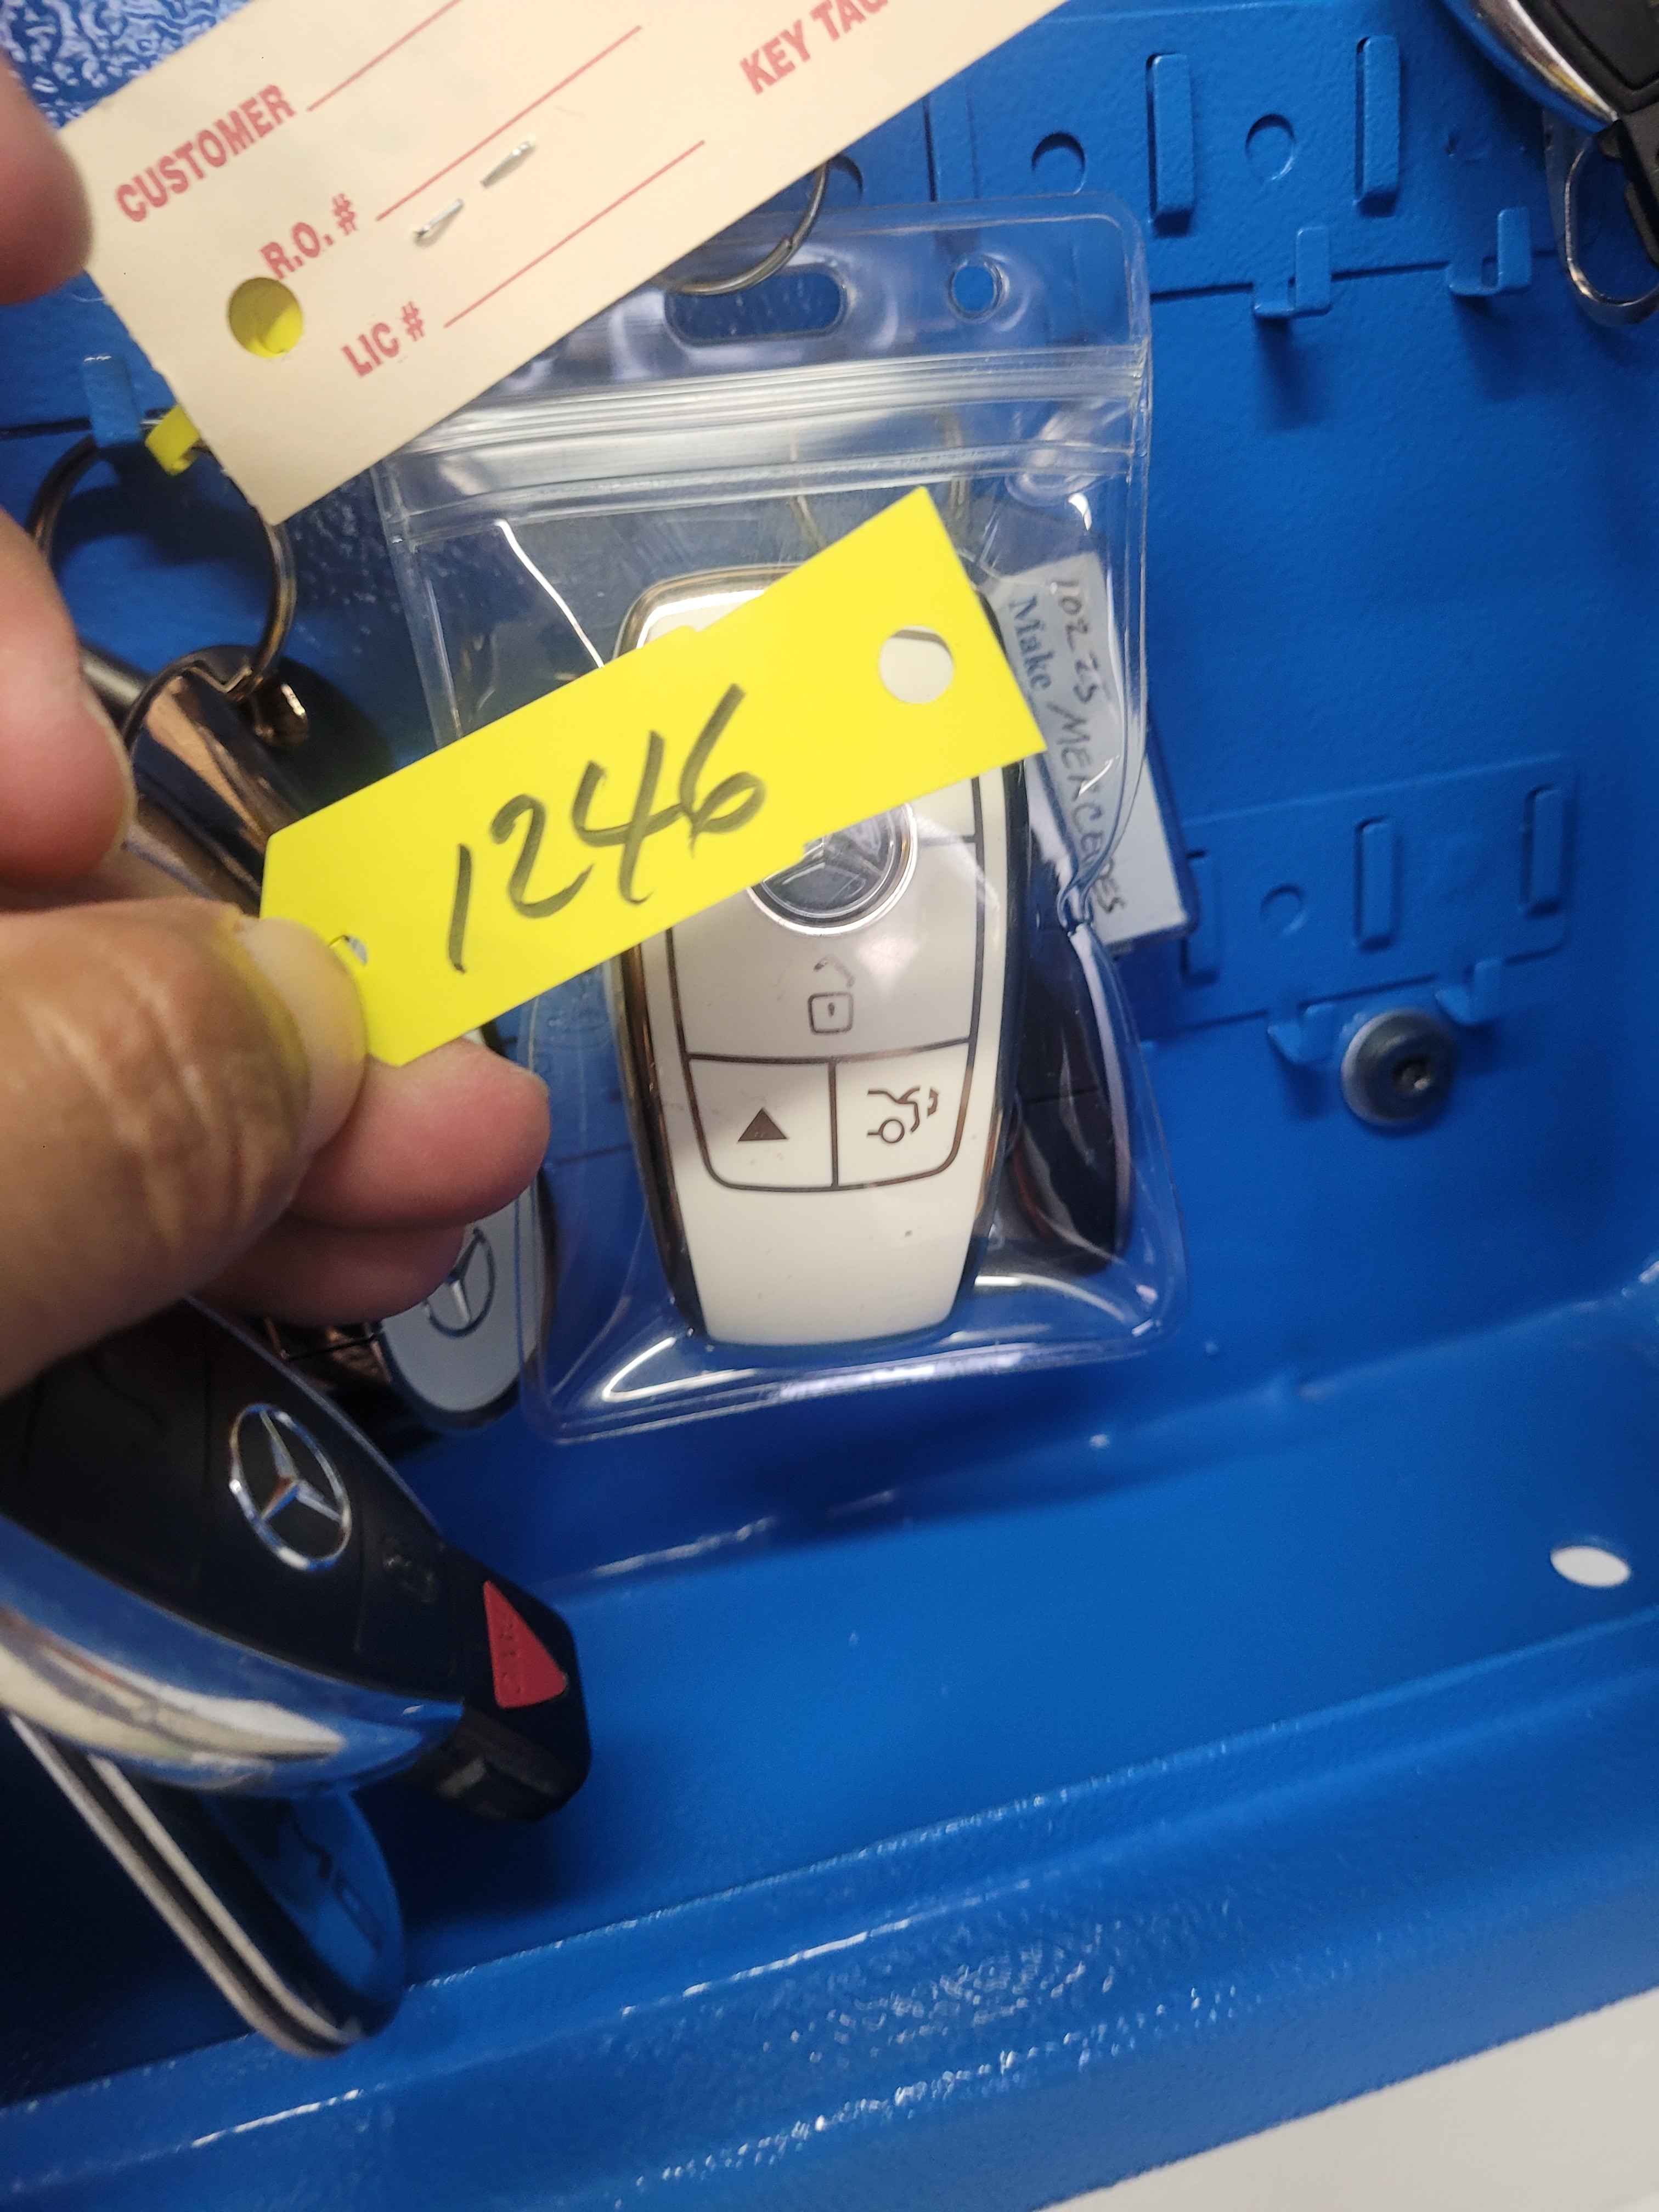 CUSTOMER
R.O. #
LIC #
KEY TAG
1246
10225 MERCEDES
Make